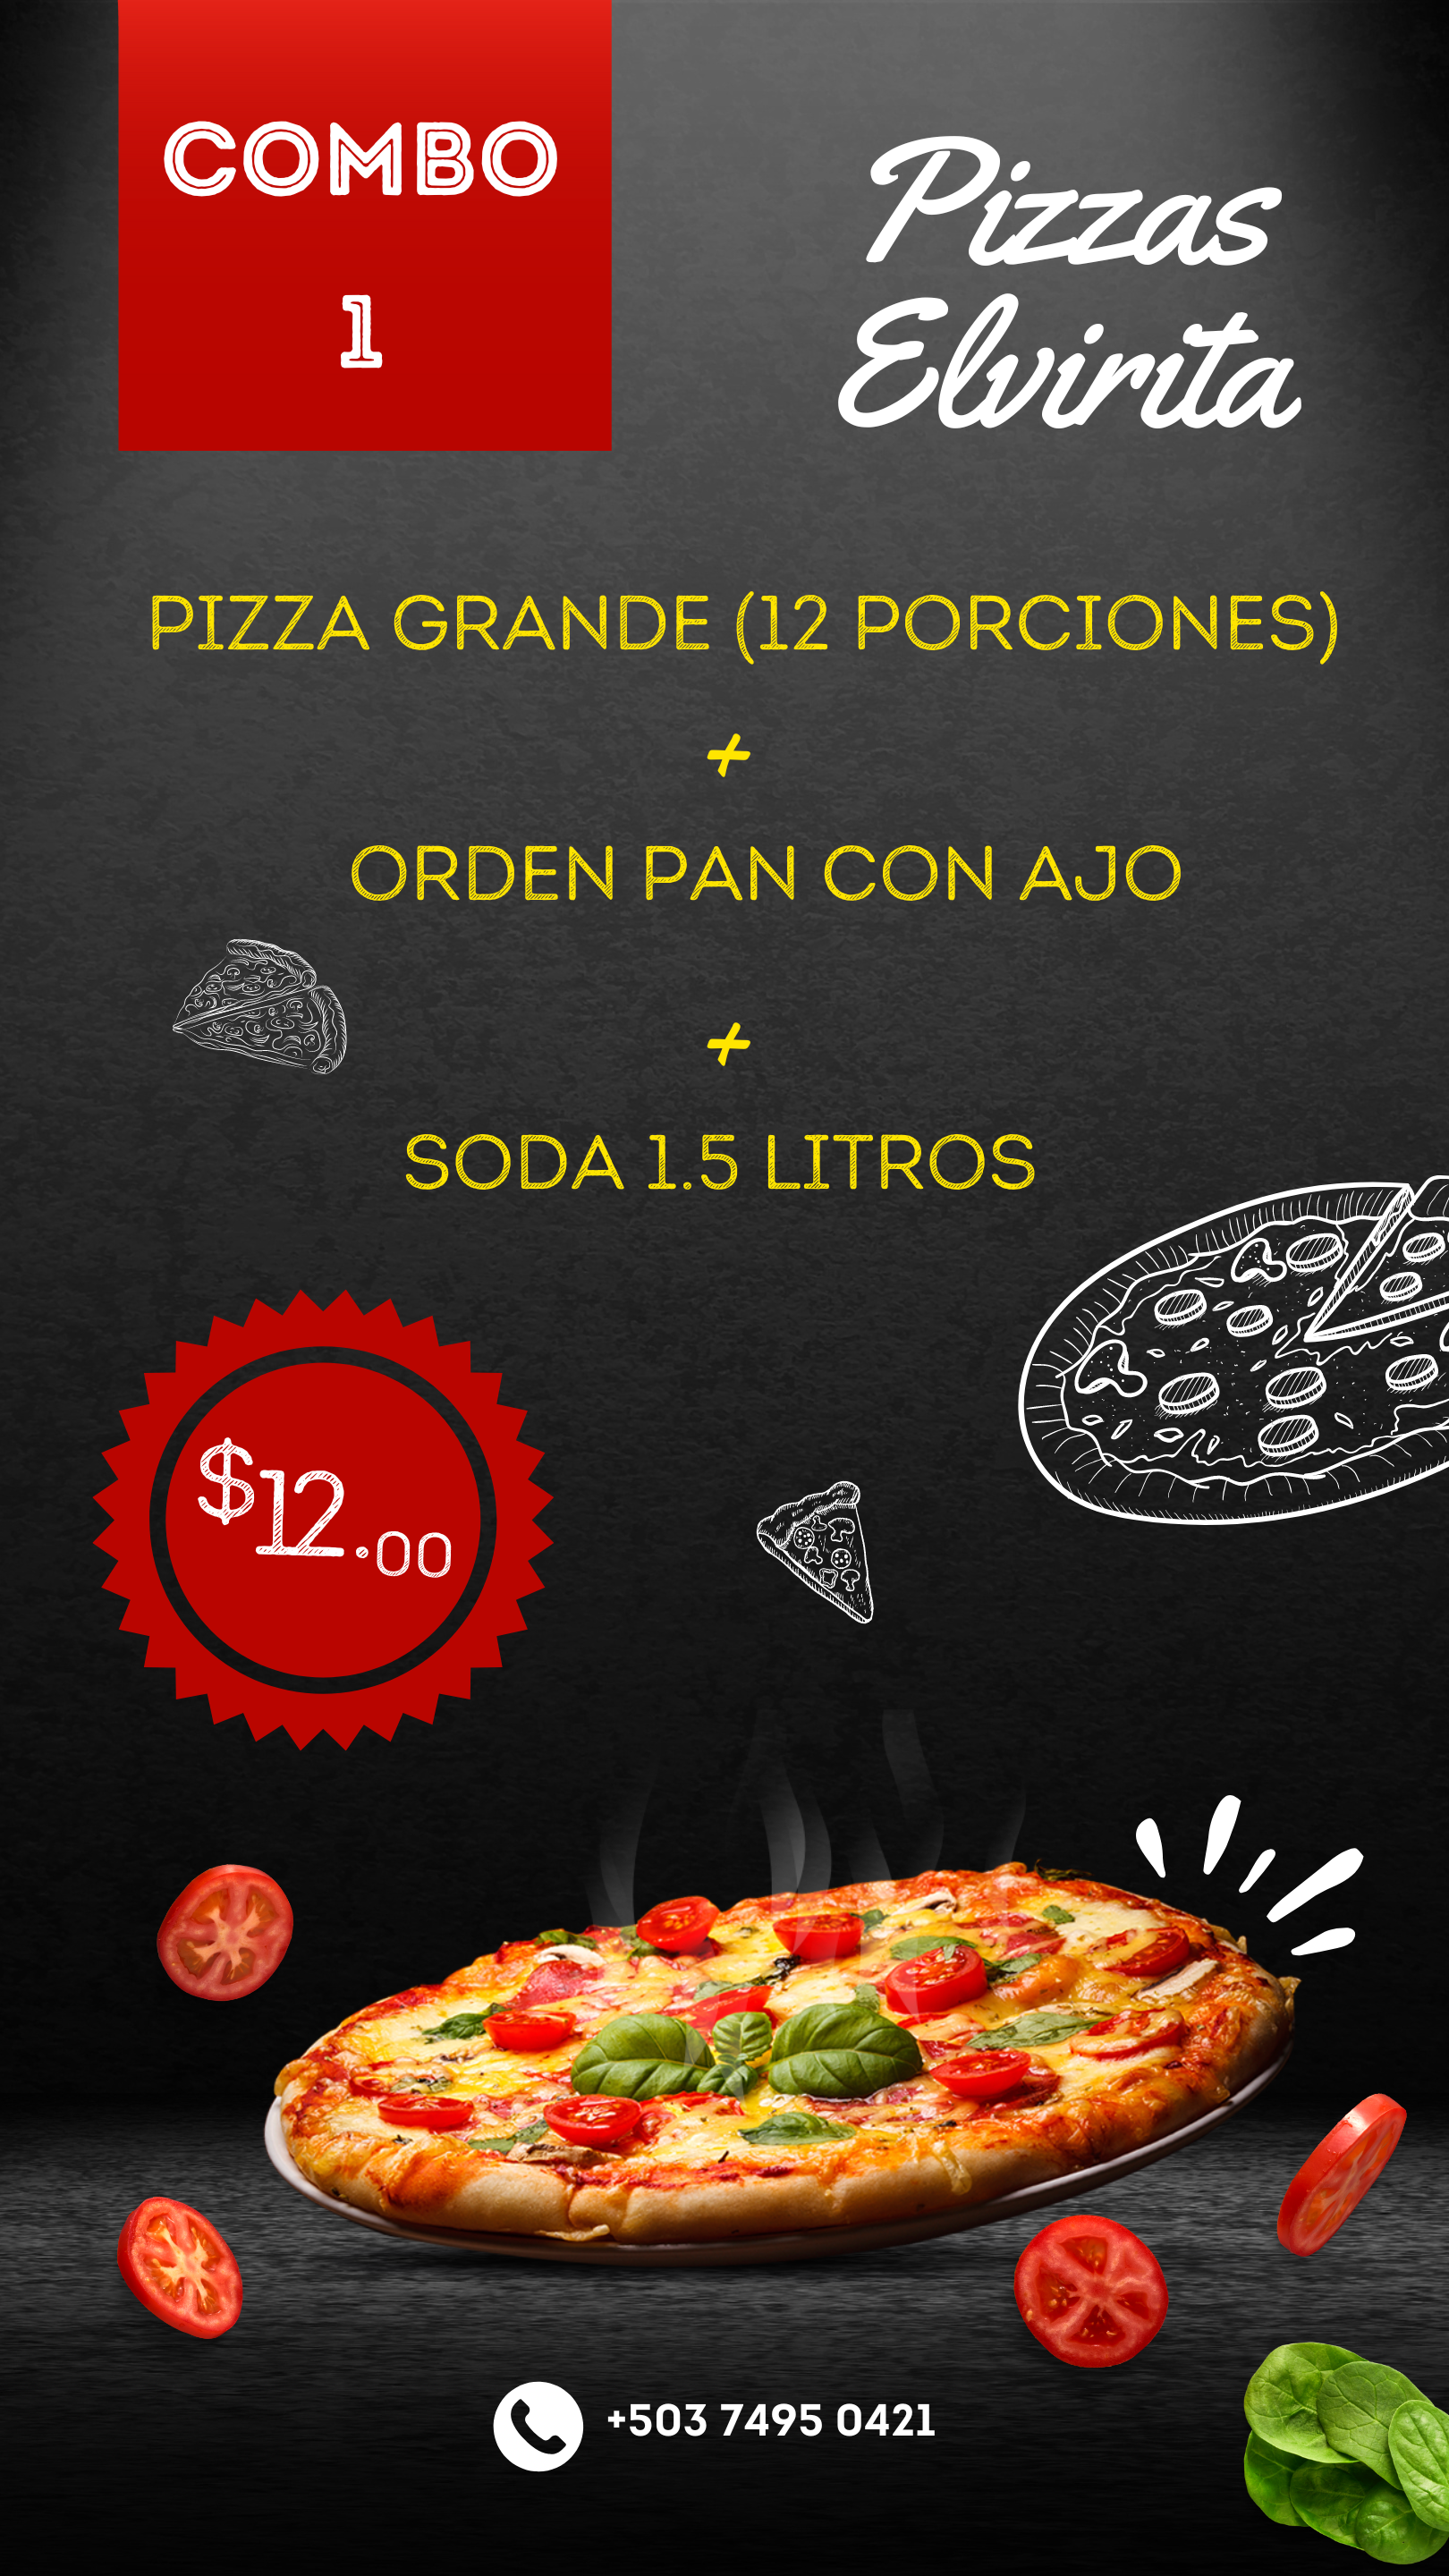 COMBO
1
Pizzas
Elvirita
PIZZA GRANDE (12 PORCIONES)
+
ORDEN PAN CON AJO
+
SODA 1.5 LITROS
$12.00
+503 7495 0421